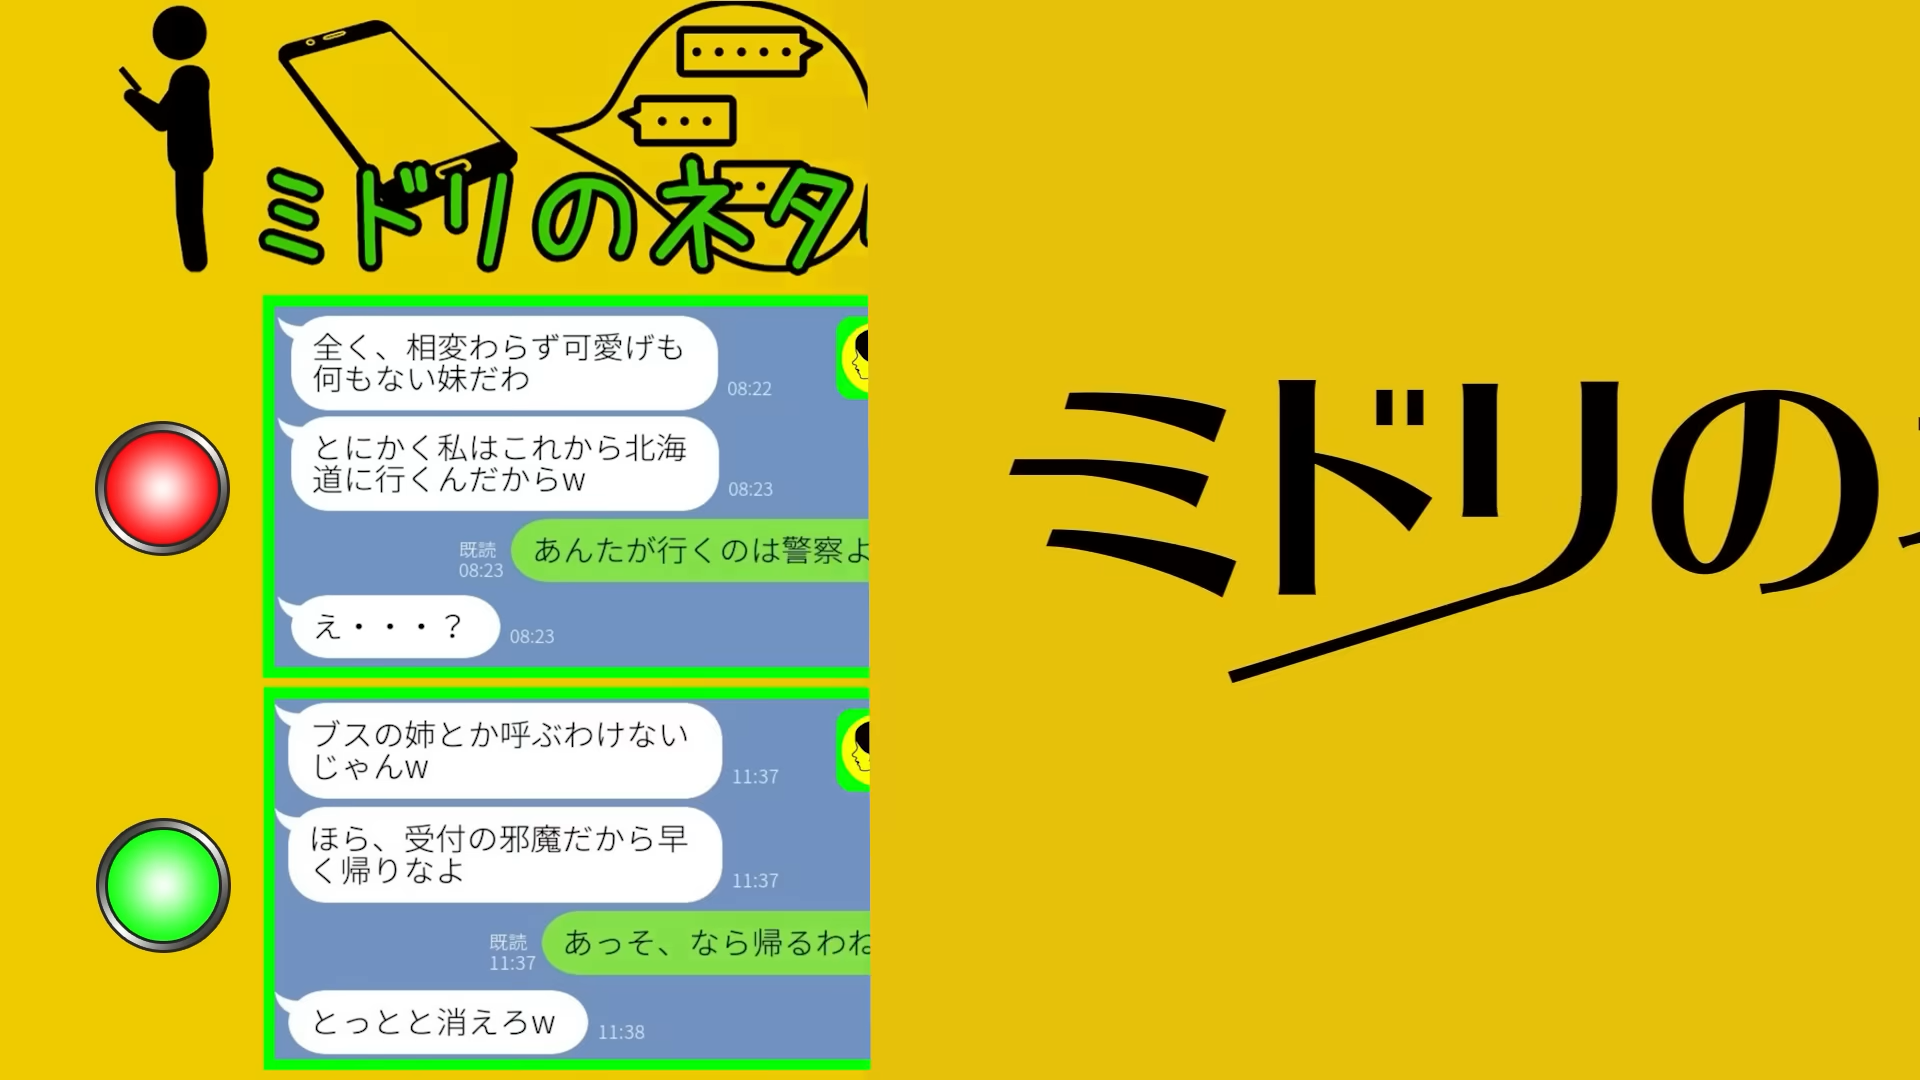 ミドリのネタ
全く、相変わらず可愛げも
何もない妹だわ
08:22
とにかく私はこれから北海
道に行くんだからw
08:23
既読
08:23
あんたが行くのは警察よ
え・・・？
08:23
ブスの姉とか呼ぶわけない
じゃんw
11:37
ほら、受付の邪魔だから早
く帰りなよ
11:37
既読
11:37
あっそ、なら帰るわね
とっとと消えろw
11:38
ミドリの